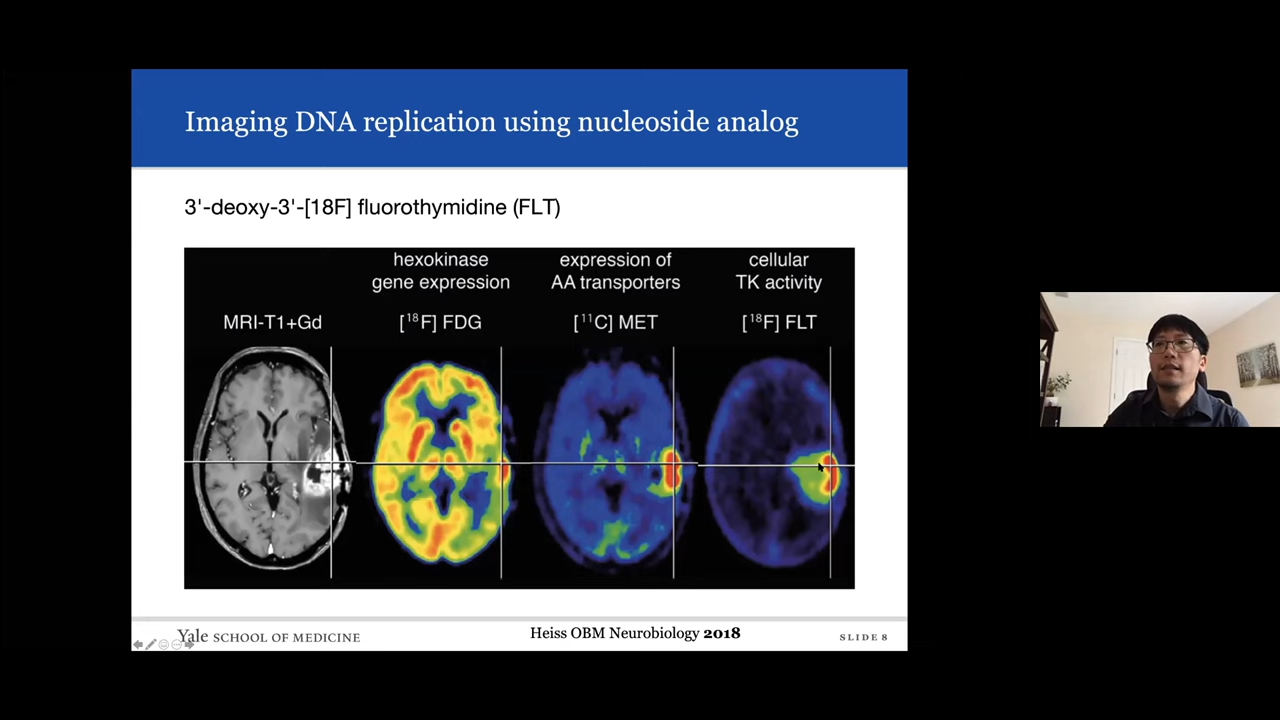 Imaging DNA replication using nucleoside analog
3'-deoxy-3'-[18F] fluorothymidine (FLT)
hexokinase
gene expression
expression of
AA transporters
cellular
TK activity
MRI-T1+Gd
[¹⁸F] FDG
[¹¹C] MET
[¹⁸F] FLT
Yale SCHOOL OF MEDICINE
Heiss OBM Neurobiology 2018
SLIDE 8